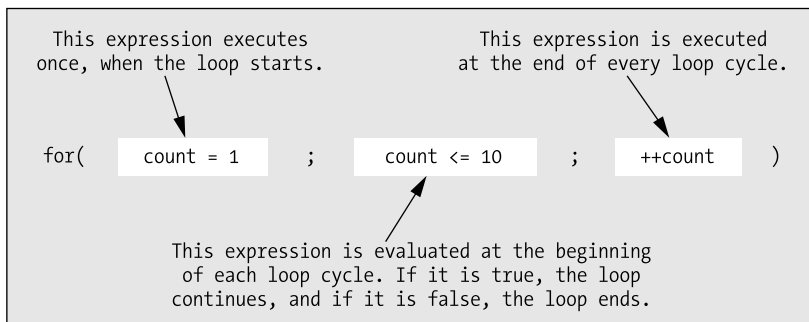 This expression executes
once, when the loop starts.
This expression is executed
at the end of every loop cycle.
for( count = 1 ; count <= 10 ; ++count )
This expression is evaluated at the beginning
of each loop cycle. If it is true, the loop
continues, and if it is false, the loop ends.